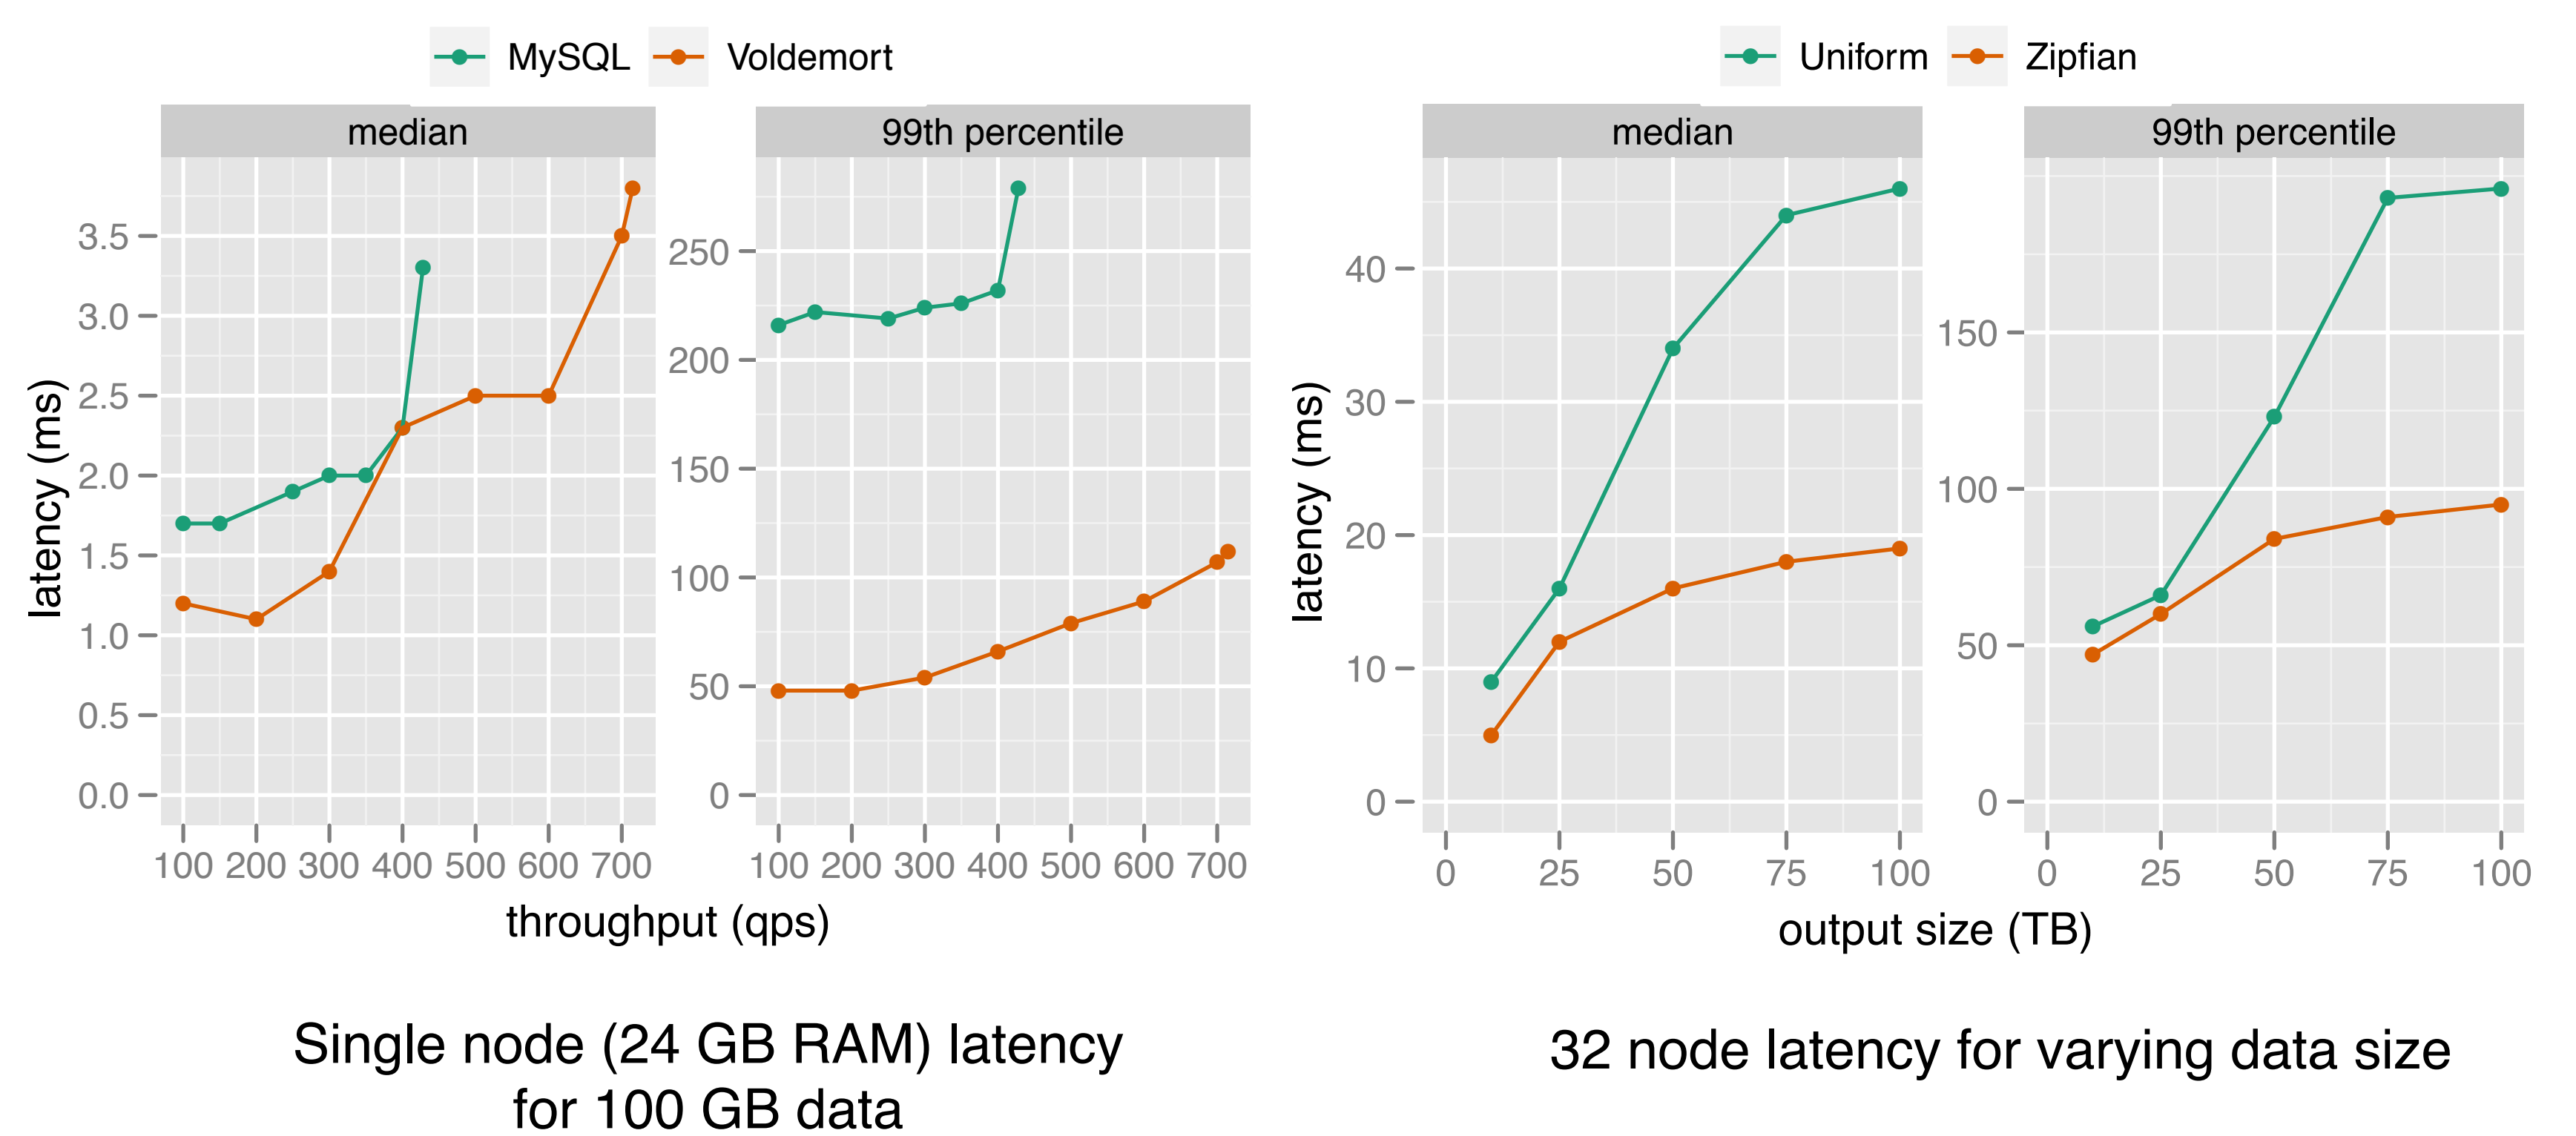 MySQL Voldemort
median
99th percentile
latency (ms)
3.5
3.0
2.5
2.0
1.5
1.0
0.5
0.0
250
200
150
100
50
0
100 200 300 400 500 600 700
100 200 300 400 500 600 700
throughput (qps)
Single node (24 GB RAM) latency
for 100 GB data
Uniform Zipfian
median
99th percentile
latency (ms)
40
30
20
10
0
150
100
50
0
0 25 50 75 100
0 25 50 75 100
output size (TB)
32 node latency for varying data size